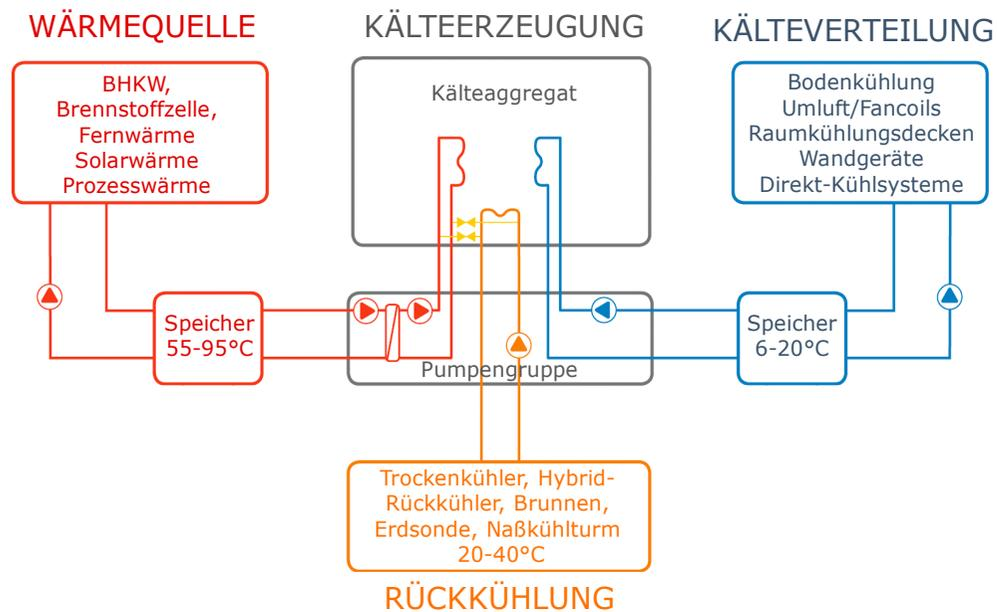 WÄRMEQUELLE
BHKW,
Brennstoffzelle,
Fernwärme
Solarwärme
Prozesswärme
Speicher
55-95°C
KÄLTEERZEUGUNG
Kälteaggregat
Pumpengruppe
KÄLTEVERTEILUNG
Bodenkühlung
Umluft/Fancoils
Raumkühlungsdecken
Wandgeräte
Direkt-Kühlsysteme
Speicher
6-20°C
Trockenkühler, Hybrid-
Rückkühler, Brunnen,
Erdsonde, Naßkühlturm
20-40°C
RÜCKKÜHLUNG